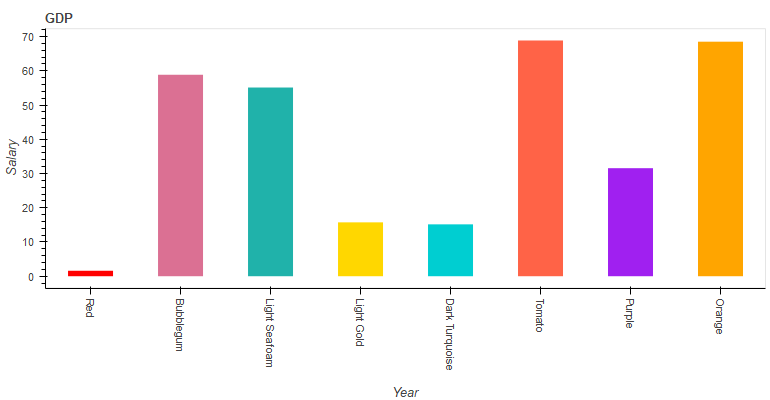 GDP
70
60
50
40
30
20
10
0
Salary
Red
Bubblegum
Light Seafoam
Light Gold
Dark Turquoise
Tomato
Purple
Orange
Year